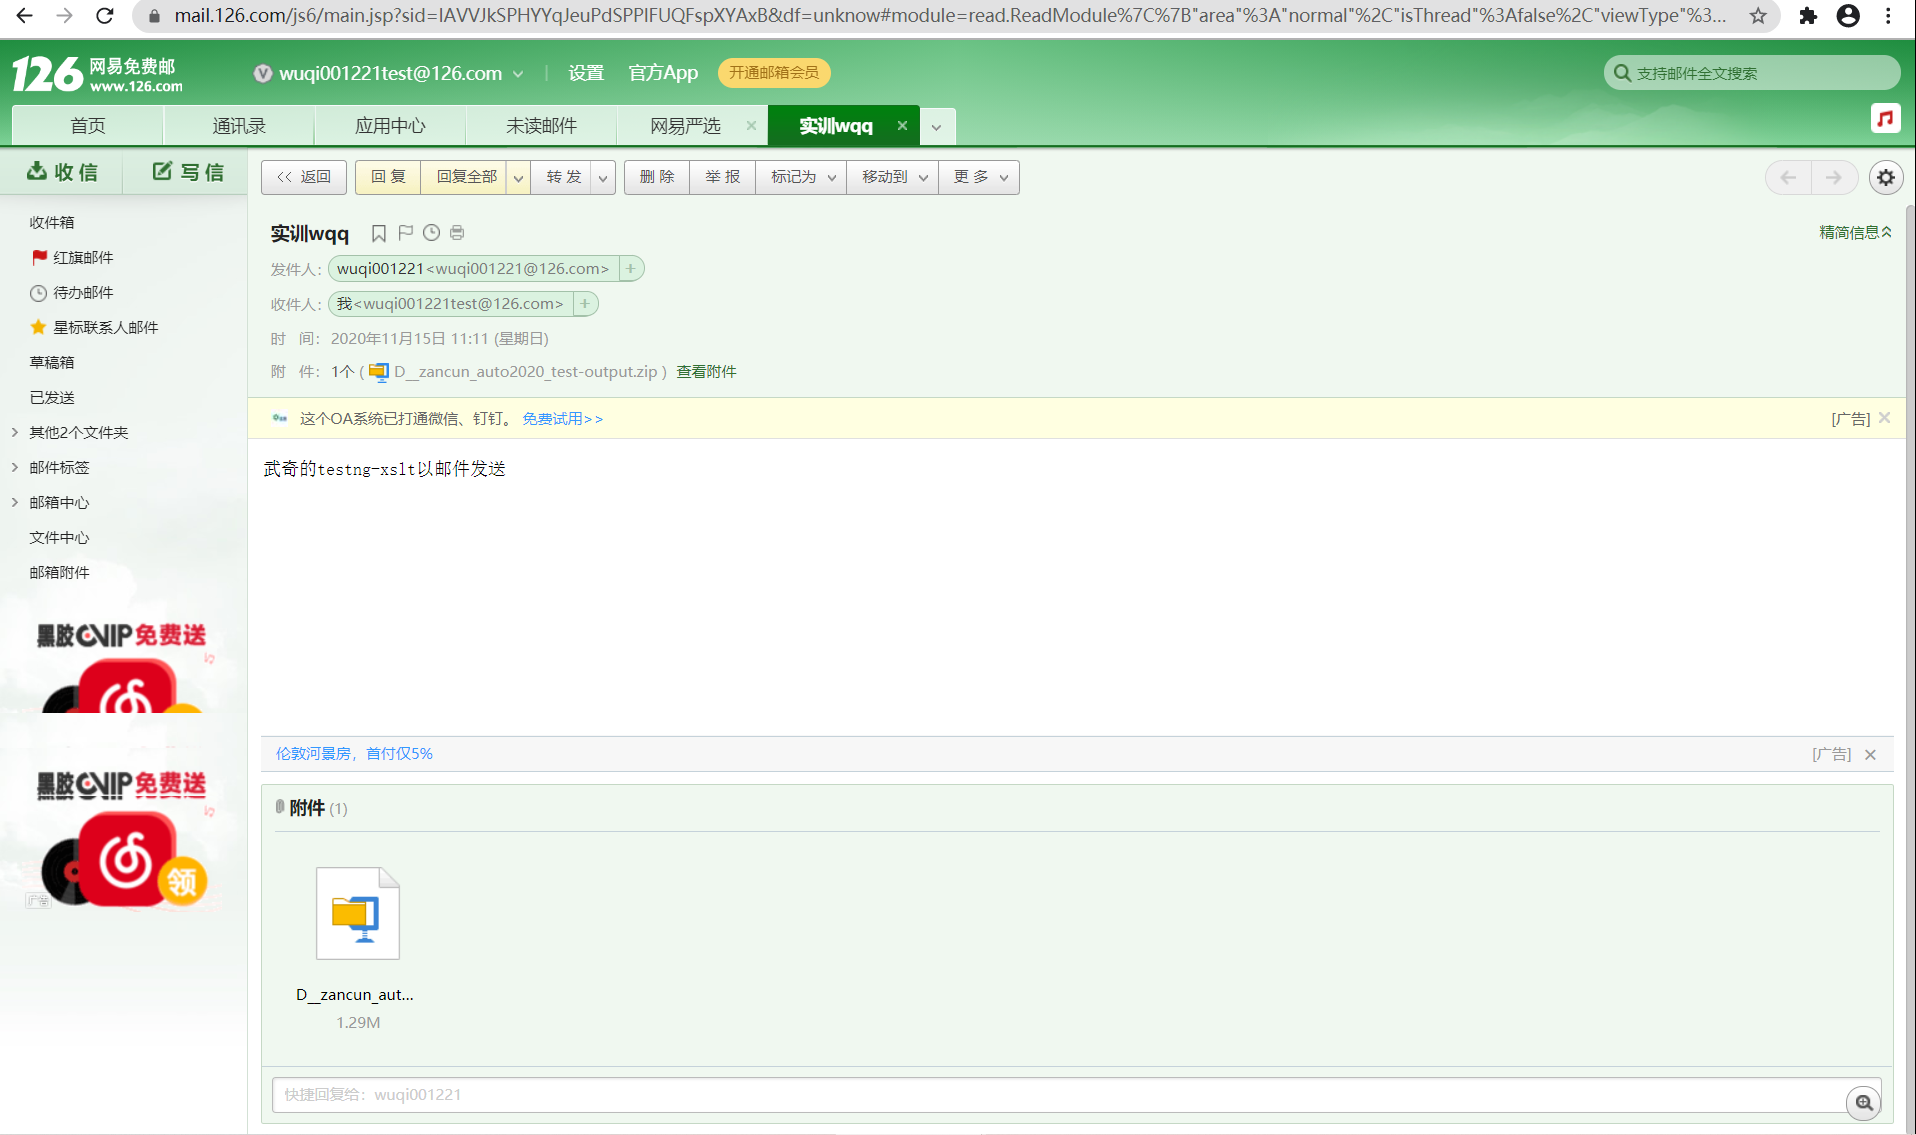 mail.126.com/js6/main.jsp?sid=IAVVJkSPHYYqJeuPdSPPIFUQFspXYAxB&df=unknow#module=read.ReadModule%7C%7B"area"%3A"normal"%2C"isThread"%3Afalse%2C"viewType"%3...
126 网易免费邮
www.126.com
V wuqi001221test@126.com | 设置 官方App 开通邮箱会员
支持邮件全文搜索
首页 通讯录 应用中心 未读邮件 网易严选 × 实训wqq ×
收信 写信
<< 返回 回复 回复全部 转发 删除 举报 标记为 移动到 更多
收件箱
红旗邮件
待办邮件
星标联系人邮件
草稿箱
已发送
其他2个文件夹
邮件标签
邮箱中心
文件中心
邮箱附件
黑胶VIP免费送
黑胶VIP免费送
领
广告
实训wqq
精简信息
发件人： wuqi001221<wuqi001221@126.com> +
收件人： 我<wuqi001221test@126.com> +
时 间： 2020年11月15日 11:11 (星期日)
附 件： 1个 ( D__zancun_auto2020_test-output.zip ) 查看附件
这个OA系统已打通微信、钉钉。 免费试用>>
[广告] ×
武奇的testng-xslt以邮件发送
伦敦河景房，首付仅5%
[广告] ×
附件 (1)
D__zancun_aut...
1.29M
快捷回复给：wuqi001221